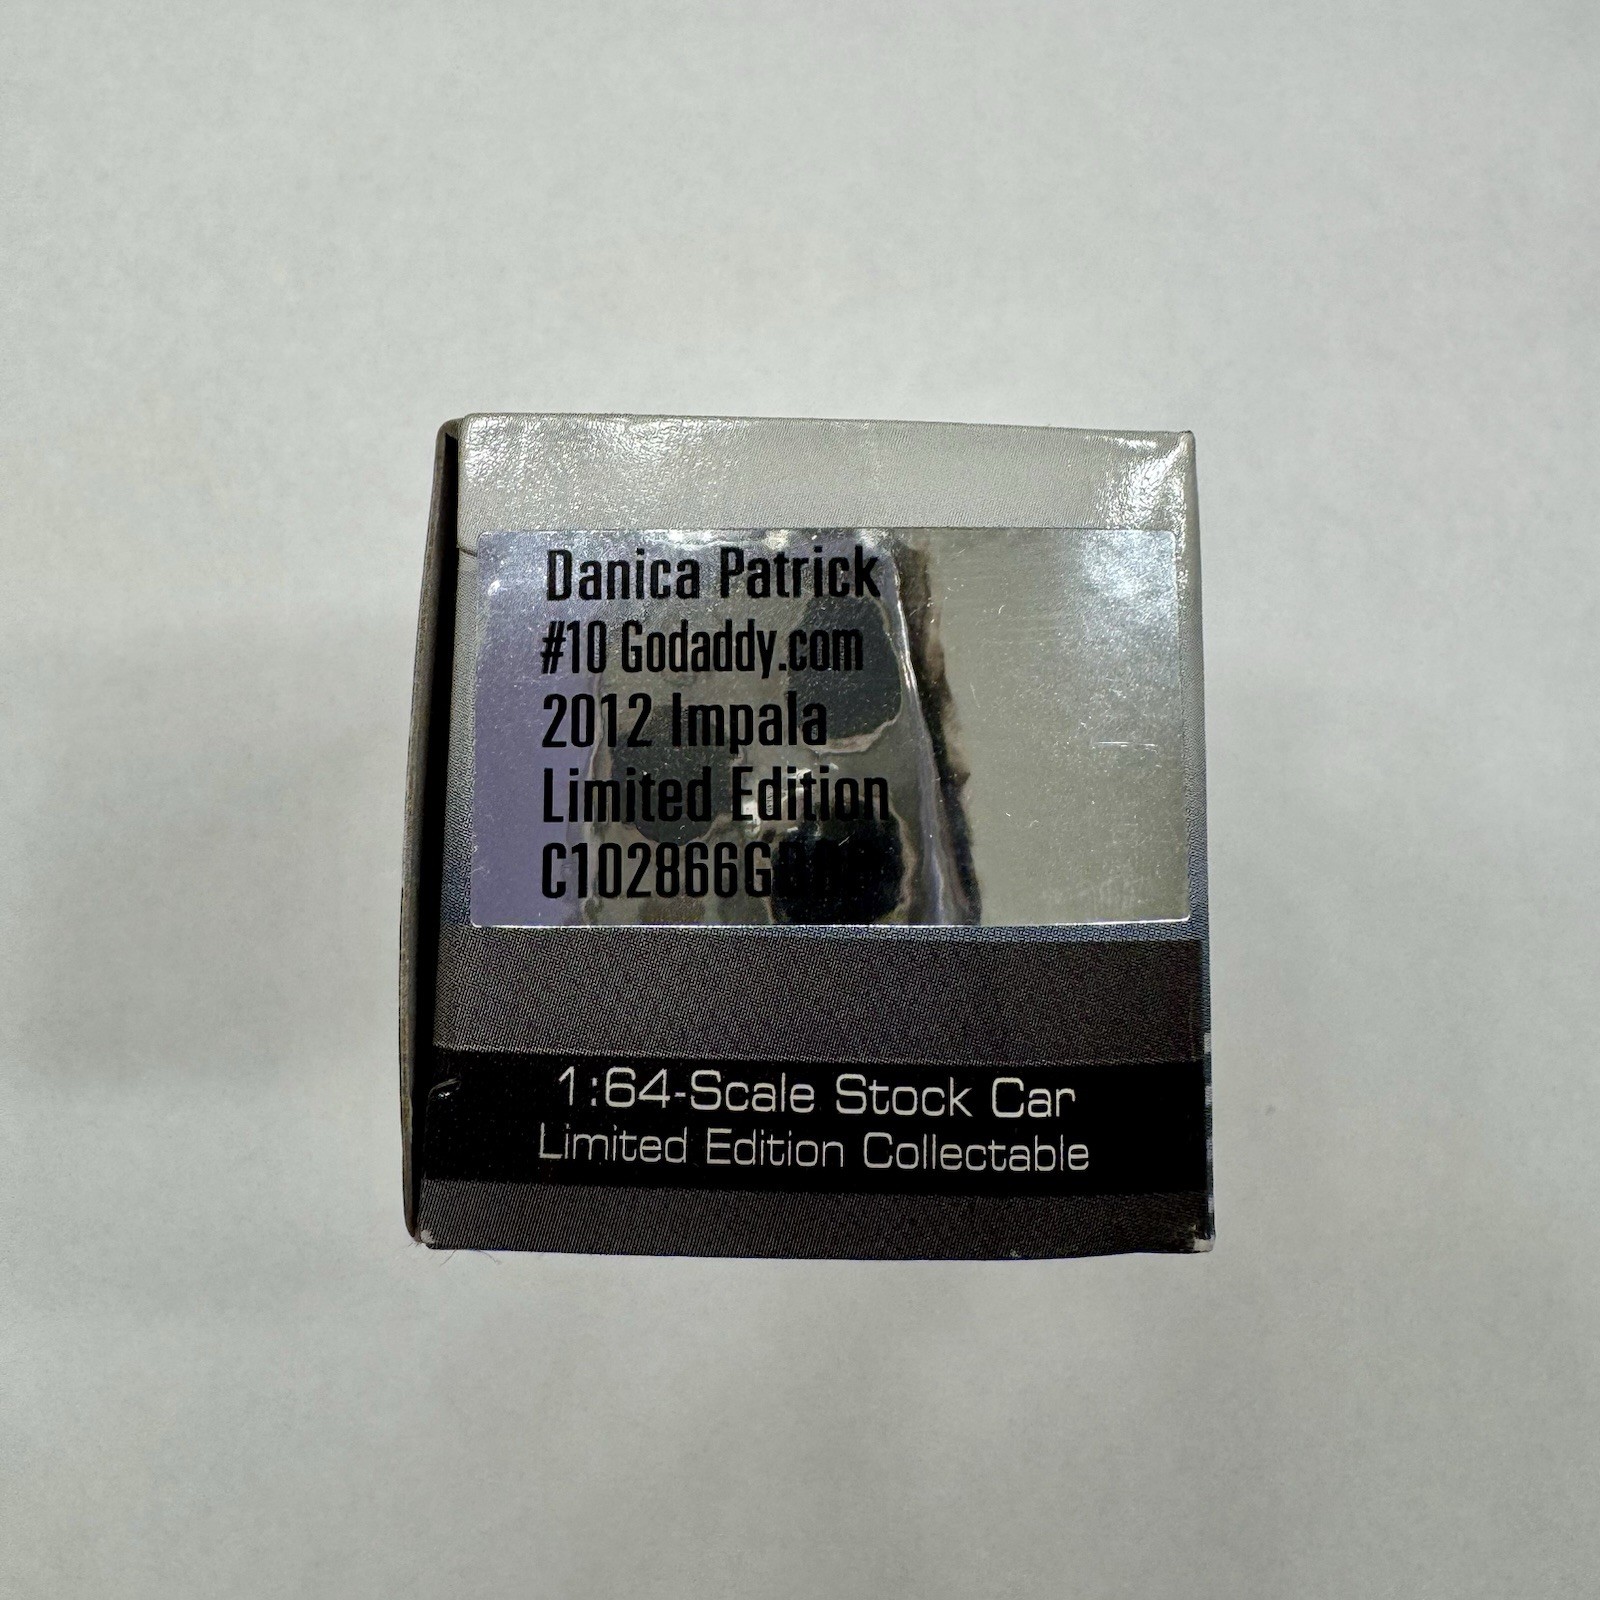 Danica Patrick
#10 Godaddy.com
2012 Impala
Limited Edition
1:64-Scale Stock Car
Limited Edition Collectable